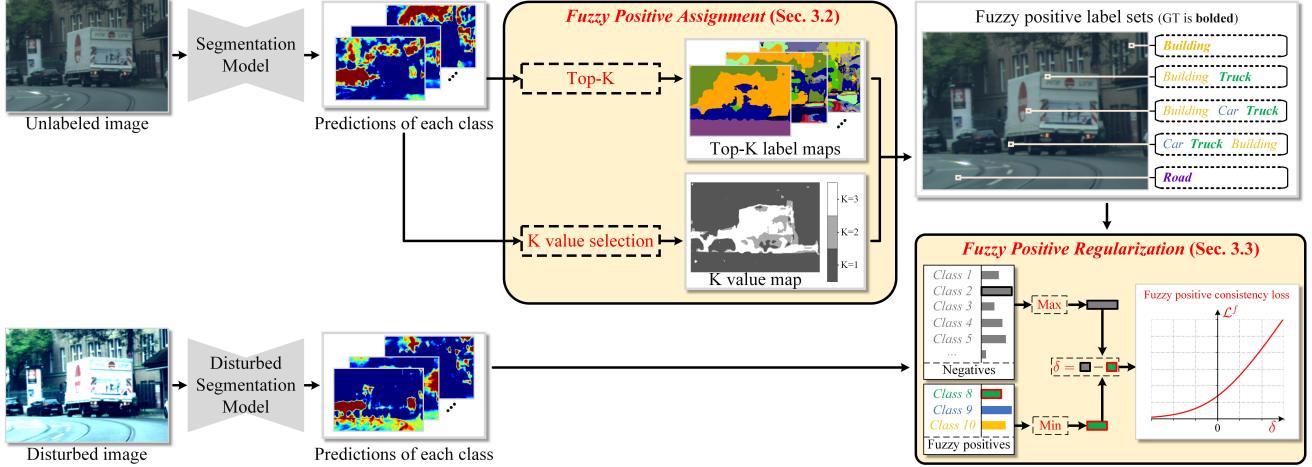 Unlabeled image
Segmentation
Model
Predictions of each class
Fuzzy Positive Assignment (Sec. 3.2)
Top-K
Top-K label maps
K value selection
K value map
K=3
K=2
K=1
Fuzzy positive label sets (GT is bolded)
Building
Building Truck
Building Car Truck
Car Truck Building
Road
Disturbed image
Disturbed
Segmentation
Model
Predictions of each class
Fuzzy Positive Regularization (Sec. 3.3)
Class 1
Class 2
Class 3
Class 4
Class 5
...
Negatives
Class 8
Class 9
Class 10
Fuzzy positives
Max
δ = −
Min
Fuzzy positive consistency loss
ℒᶠ
0
δ